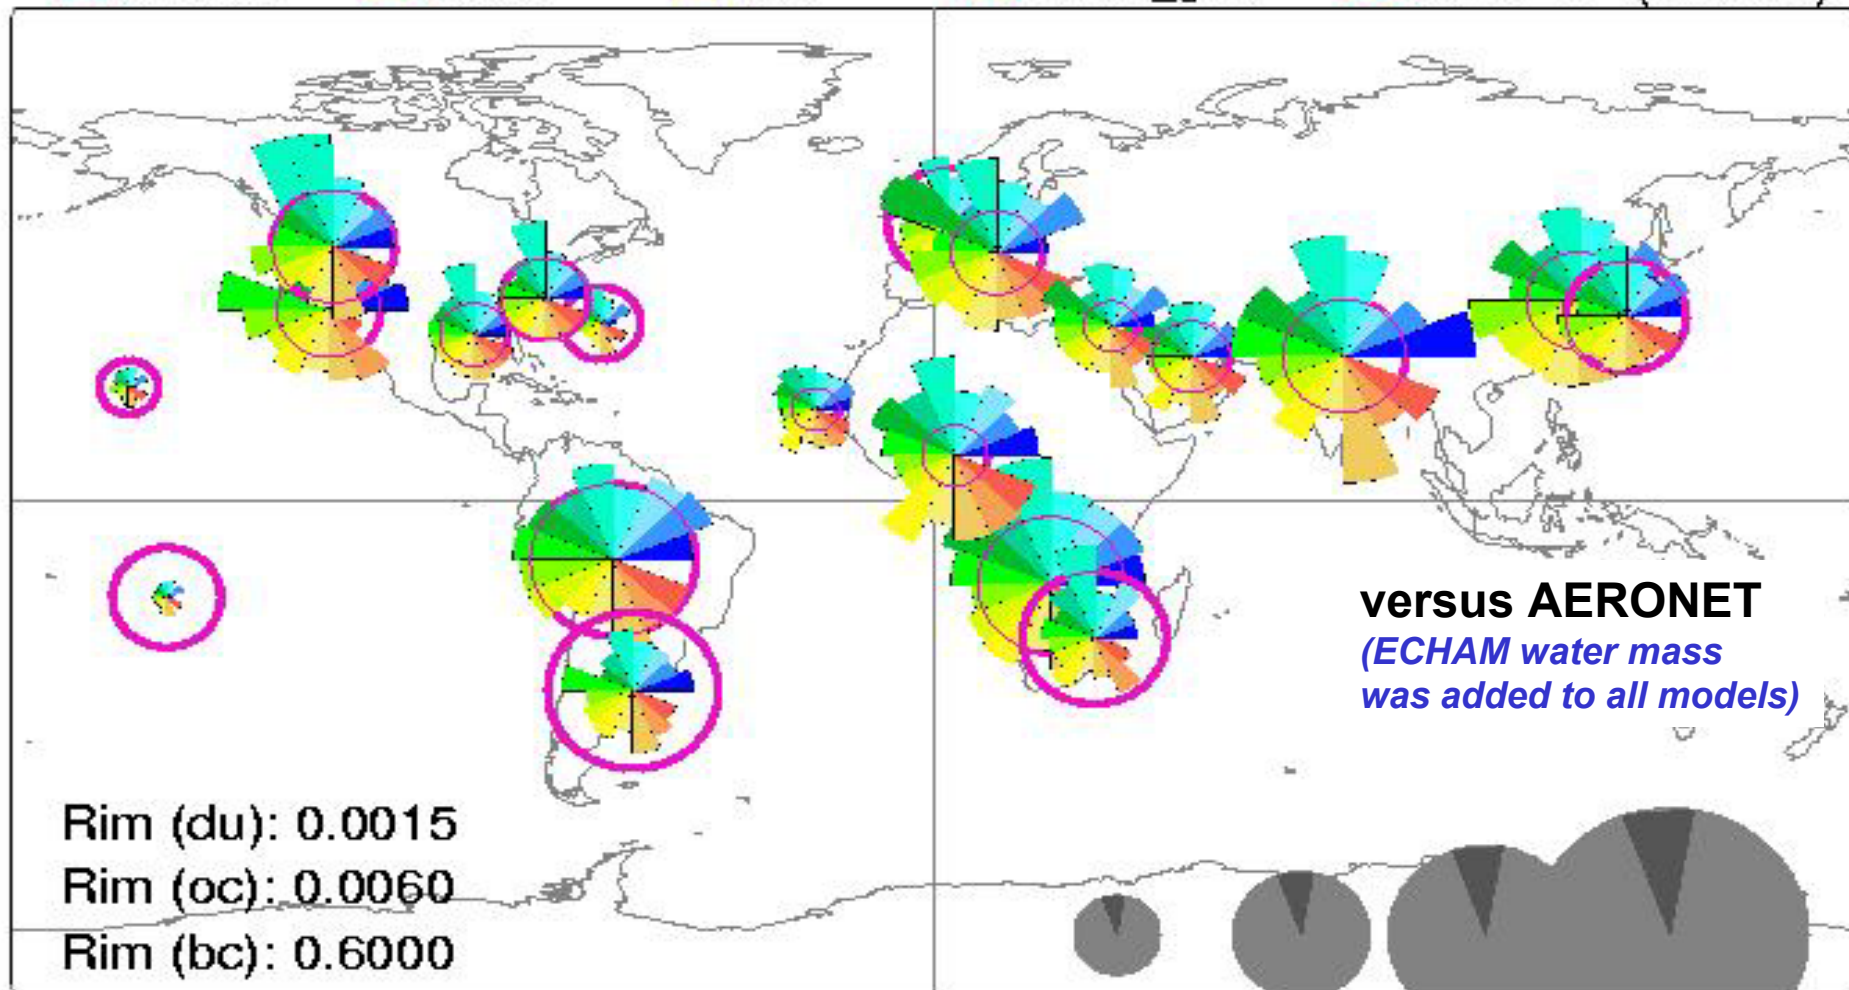 versus AERONET
(ECHAM water mass
was added to all models)
Rim (du): 0.0015
Rim (oc): 0.0060
Rim (bc): 0.6000